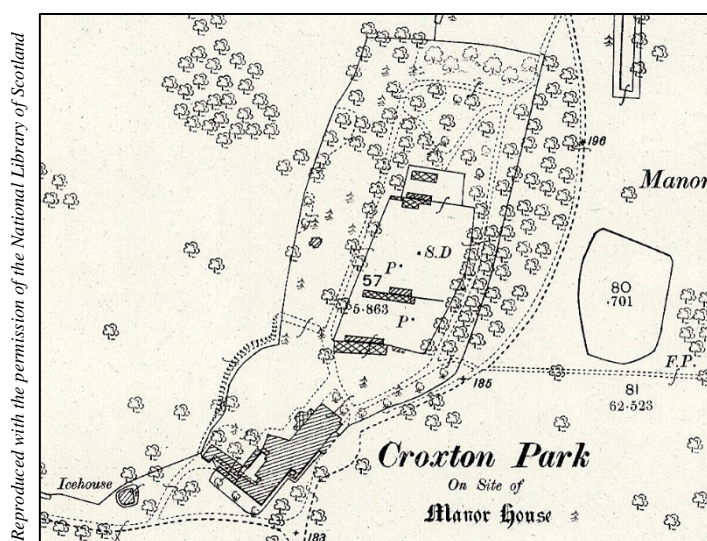 Reproduced with the permission of the National Library of Scotland
196
Manor
S.D
P.
57
5.863
P.
80
.701
F.P.
185
81
62.523
Croxton Park
On Site of
Manor House
Icehouse
183